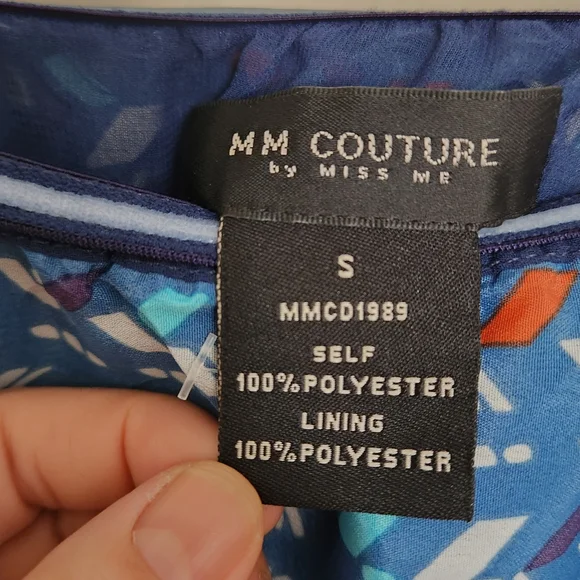 MM COUTURE
by MISS ME
S
MMCD1989
SELF
100%POLYESTER
LINING
100%POLYESTER